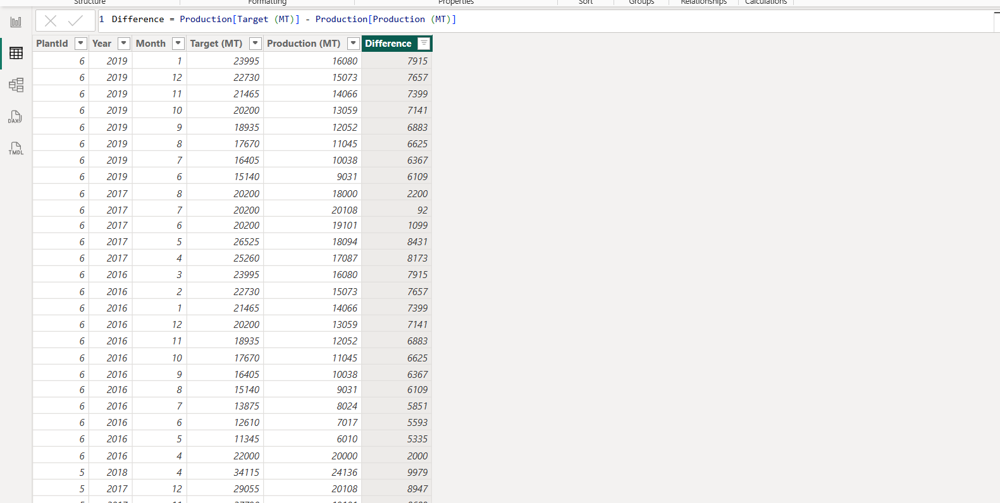 Structure Formatting Properties Sort Groups Relationships Calculations
1 Difference = Production[Target (MT)] - Production[Production (MT)]
PlantId Year Month Target (MT) Production (MT) Difference
6 2019 1 23995 16080 7915
6 2019 12 22730 15073 7657
6 2019 11 21465 14066 7399
DAX 6 2019 10 20200 13059 7141
6 2019 9 18935 12052 6883
6 2019 8 17670 11045 6625
TMDL
6 2019 7 16405 10038 6367
6 2019 6 15140 9031 6109
6 2017 8 20200 18000 2200
6 2017 7 20200 20108 92
6 2017 6 20200 19101 1099
6 2017 5 26525 18094 8431
6 2017 4 25260 17087 8173
6 2016 3 23995 16080 7915
6 2016 2 22730 15073 7657
6 2016 1 21465 14066 7399
6 2016 12 20200 13059 7141
6 2016 11 18935 12052 6883
6 2016 10 17670 11045 6625
6 2016 9 16405 10038 6367
6 2016 8 15140 9031 6109
6 2016 7 13875 8024 5851
6 2016 6 12610 7017 5593
6 2016 5 11345 6010 5335
6 2016 4 22000 20000 2000
5 2018 4 34115 24136 9979
5 2017 12 29055 20108 8947